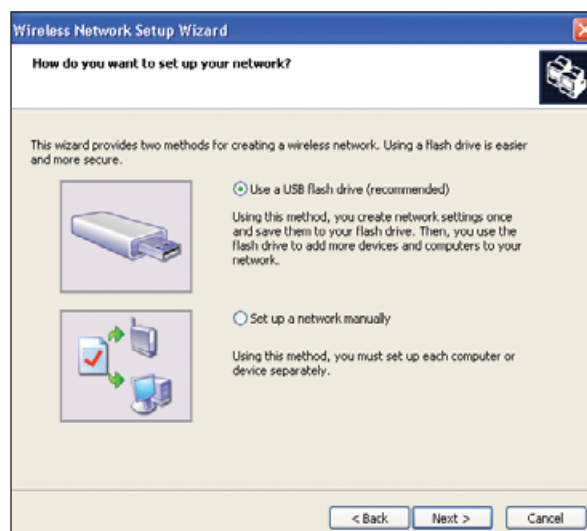 Wireless Network Setup Wizard
How do you want to set up your network?
This wizard provides two methods for creating a wireless network. Using a flash drive is easier
and more secure.
Use a USB flash drive (recommended)
Using this method, you create network settings once
and save them to your flash drive. Then, you use the
flash drive to add more devices and computers to your
network.
Set up a network manually
Using this method, you must set up each computer or
device separately.
< Back Next > Cancel